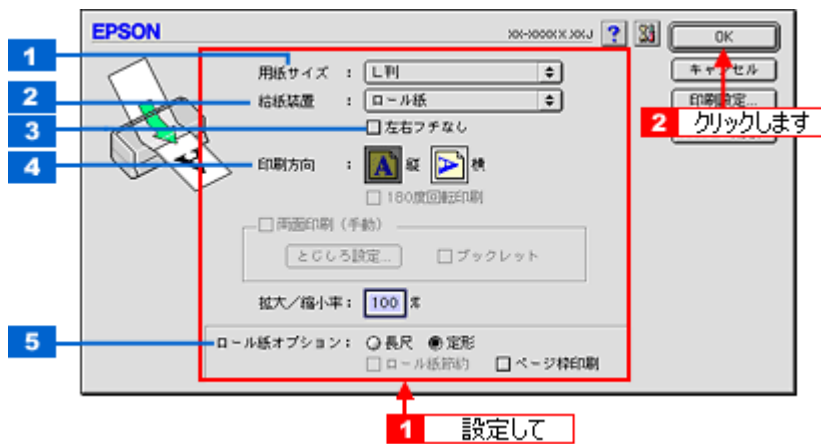 EPSON
XX-XXXX(X.XX)J
?
OK
1
用紙サイズ : L判
キャンセル
2
給紙装置 : ロール紙
印刷設定...
3
左右フチなし
2 クリックします
4
印刷方向 : 縦 横
180度回転印刷
両面印刷 (手動)
とじしろ設定... ブックレット
拡大/縮小率: 100 %
5
ロール紙オプション: 長尺 定形
ロール紙節約 ページ枠印刷
1 設定して